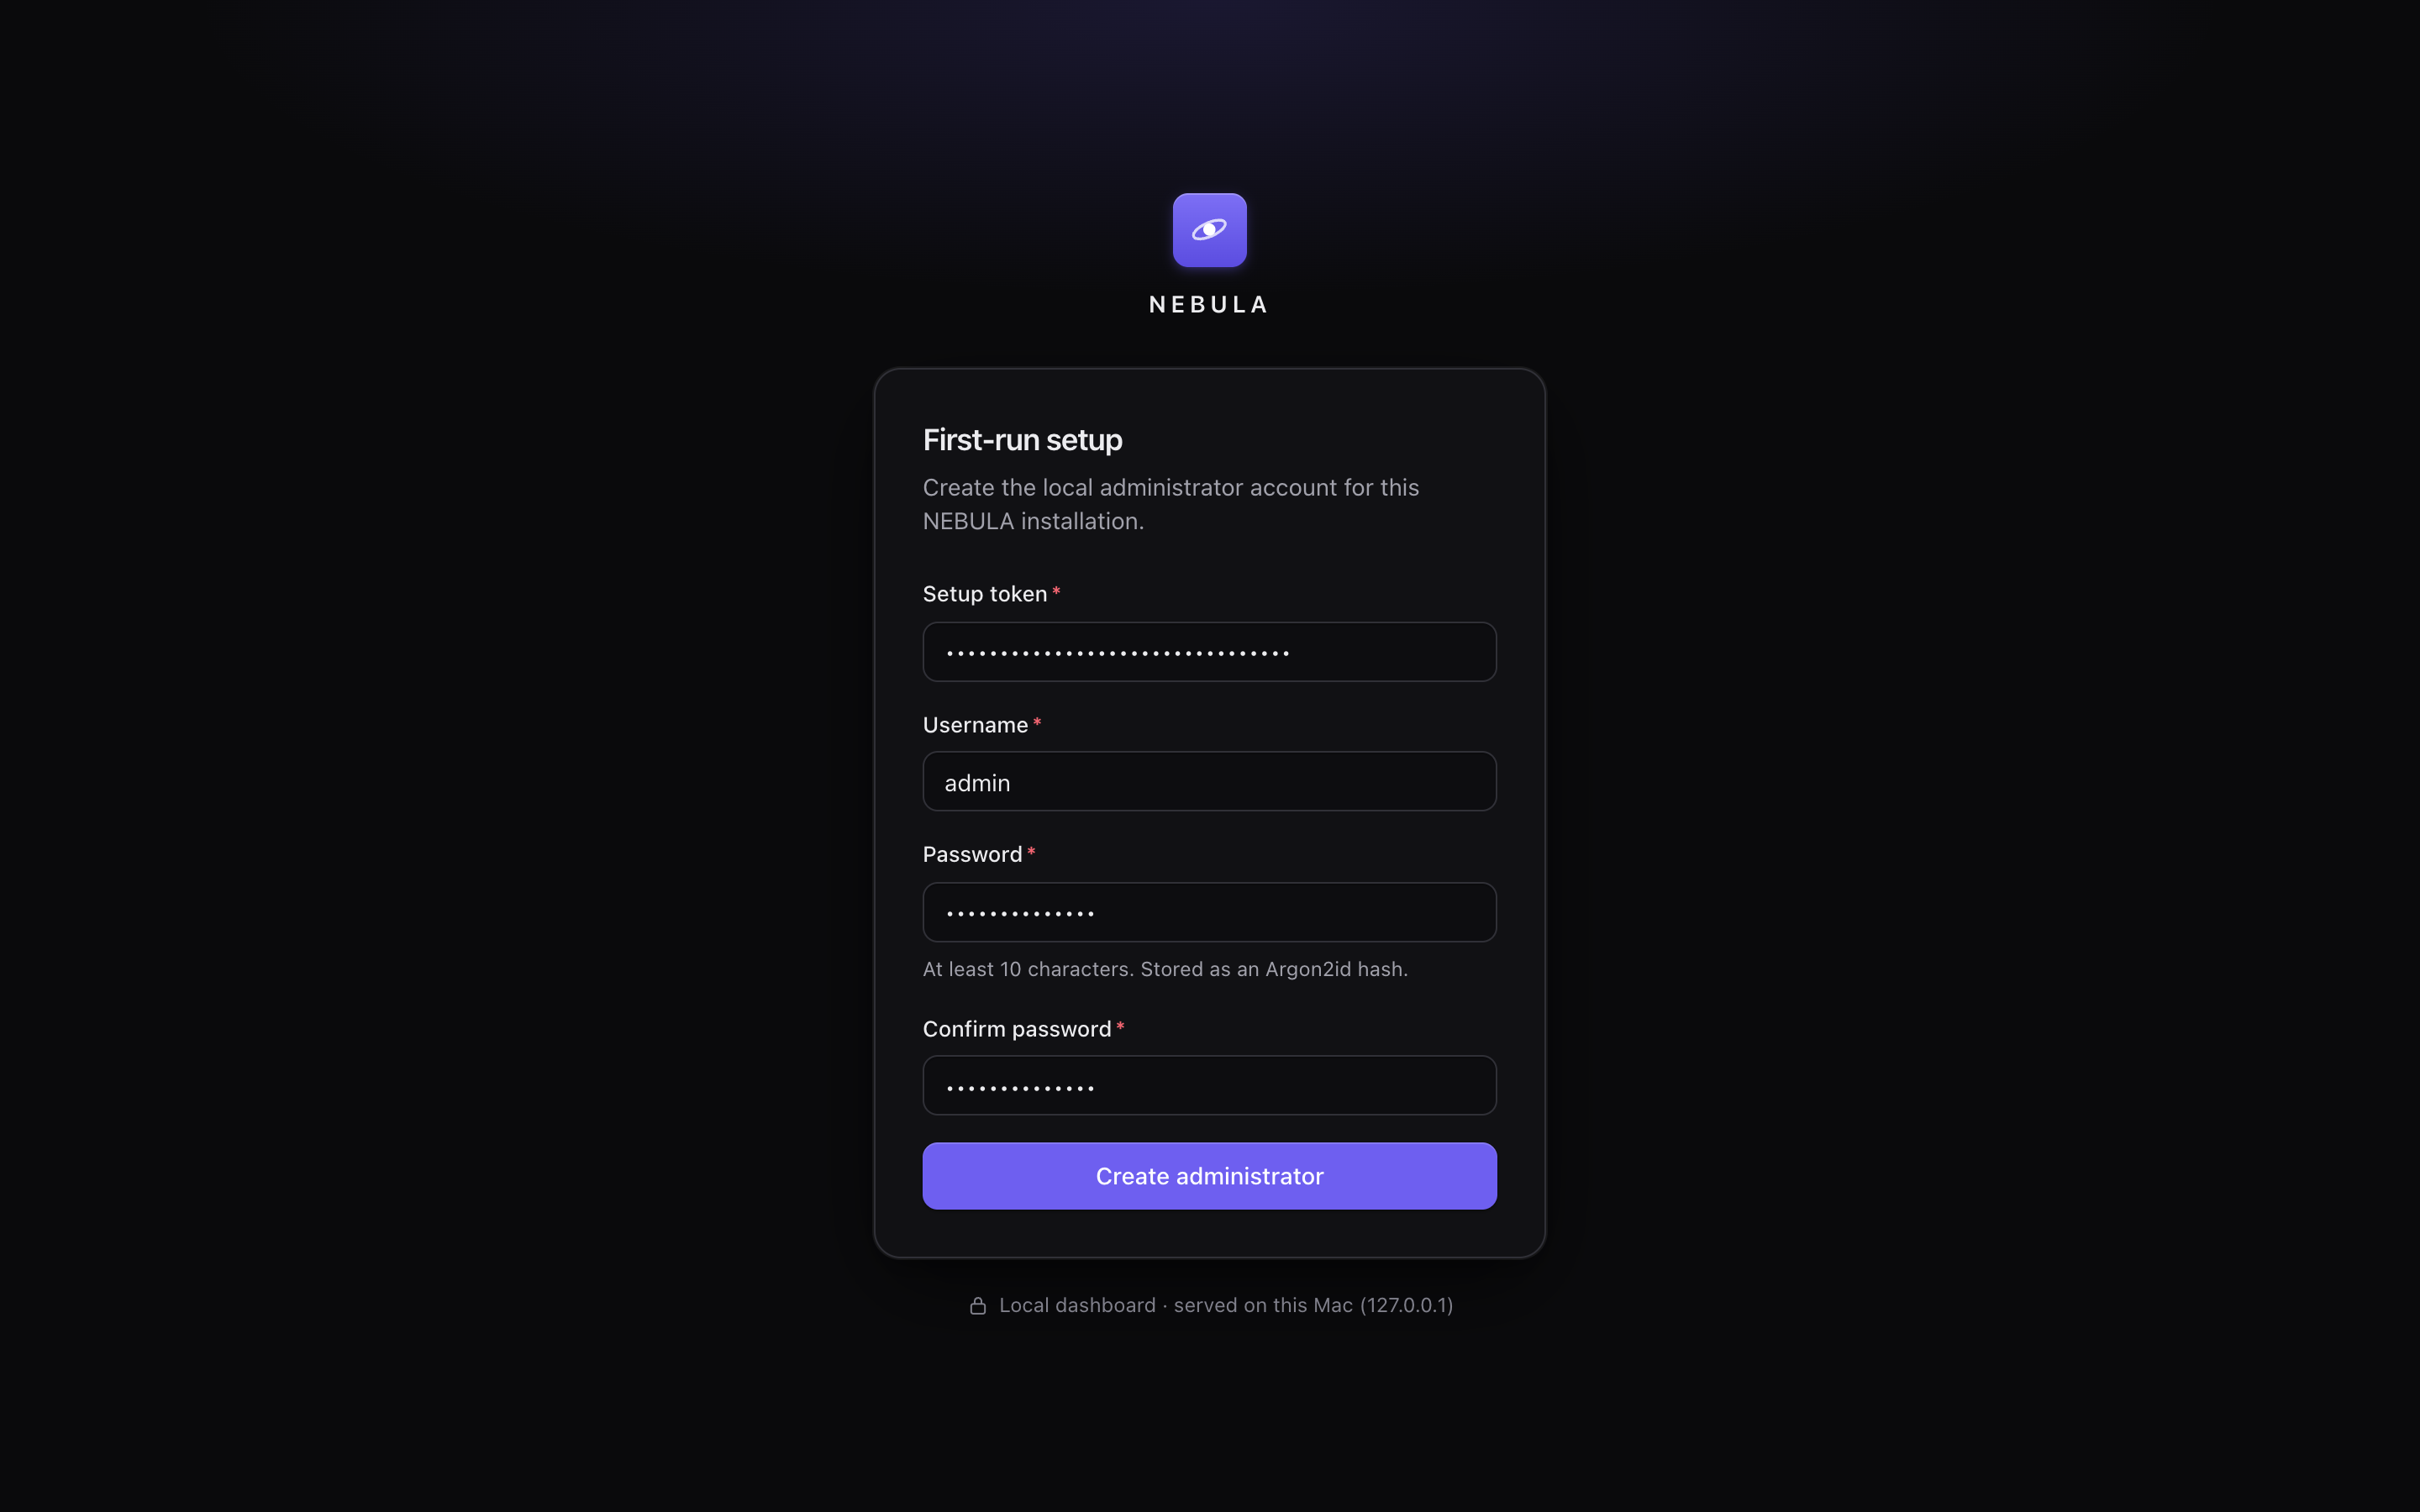 NEBULA
First-run setup
Create the local administrator account for this
NEBULA installation.
Setup token *
••••••••••••••••••••••••••••••••
Username *
admin
Password *
••••••••••••••
At least 10 characters. Stored as an Argon2id hash.
Confirm password *
••••••••••••••
Create administrator
Local dashboard · served on this Mac (127.0.0.1)